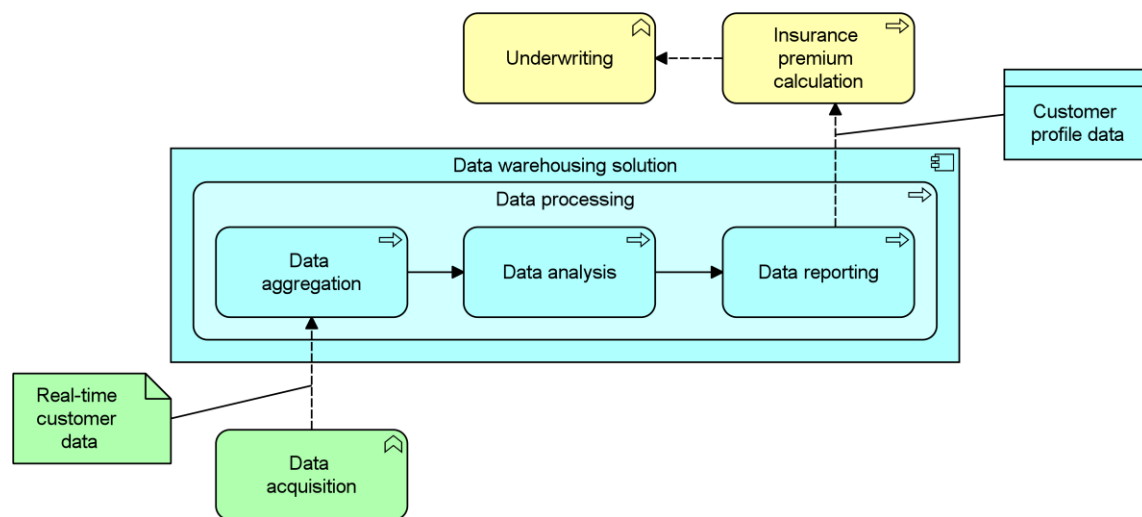 Underwriting
Insurance
premium
calculation
Customer
profile data
Data warehousing solution
Data processing
Data
aggregation
Data analysis
Data reporting
Real-time
customer
data
Data
acquisition